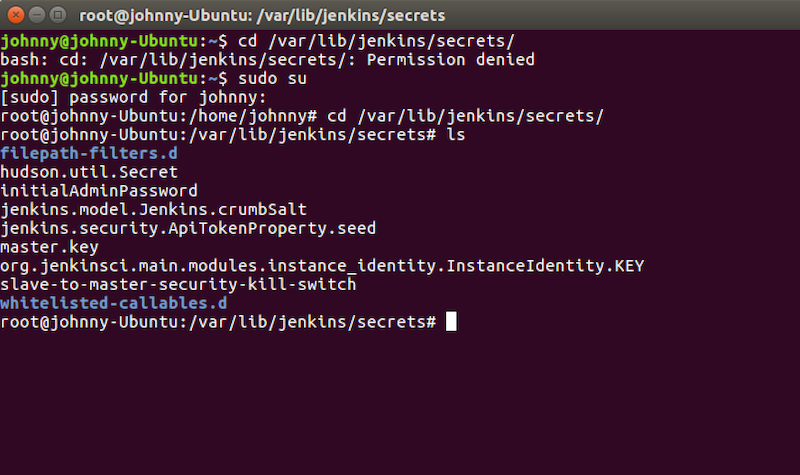 root@johnny-Ubuntu: /var/lib/jenkins/secrets
johnny@johnny-Ubuntu:~$ cd /var/lib/jenkins/secrets/
bash: cd: /var/lib/jenkins/secrets/: Permission denied
johnny@johnny-Ubuntu:~$ sudo su
[sudo] password for johnny:
root@johnny-Ubuntu:/home/johnny# cd /var/lib/jenkins/secrets/
root@johnny-Ubuntu:/var/lib/jenkins/secrets# ls
filepath-filters.d
hudson.util.Secret
initialAdminPassword
jenkins.model.Jenkins.crumbSalt
jenkins.security.ApiTokenProperty.seed
master.key
org.jenkinsci.main.modules.instance_identity.InstanceIdentity.KEY
slave-to-master-security-kill-switch
whitelisted-callables.d
root@johnny-Ubuntu:/var/lib/jenkins/secrets#